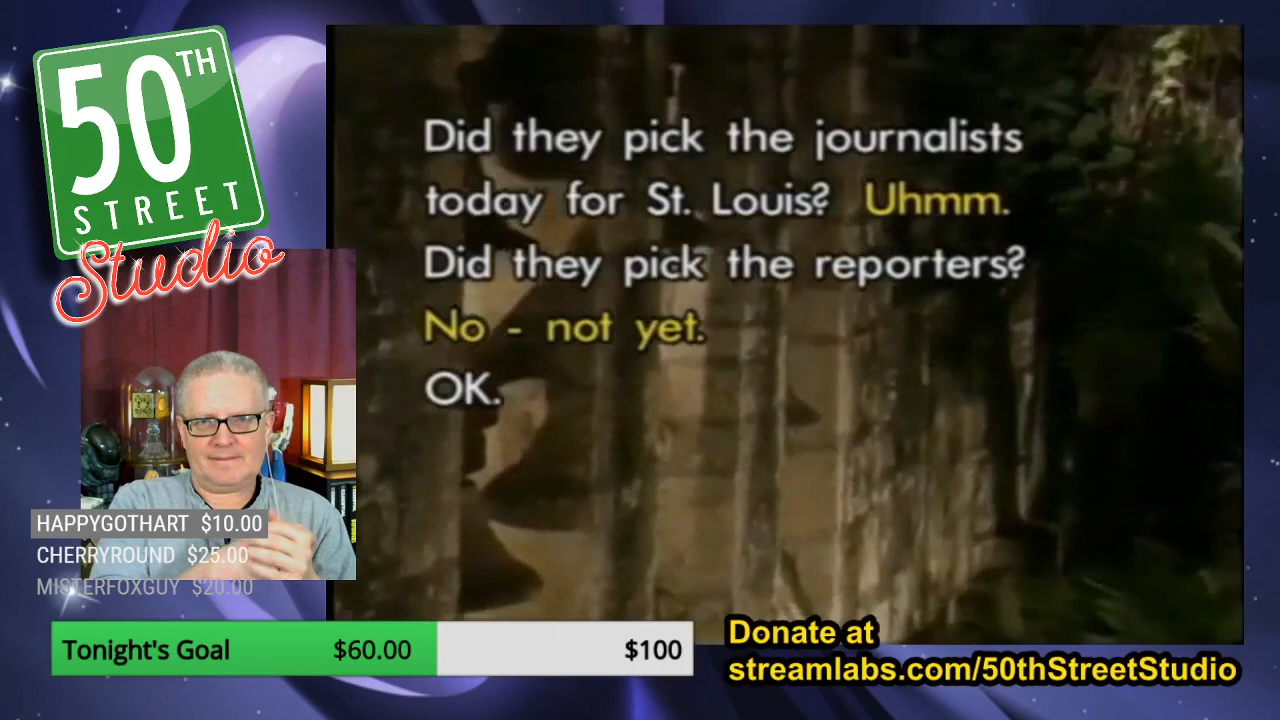 50TH
STREET
Studio
Did they pick the journalists
today for St. Louis? Uhmm.
Did they pick the reporters?
No - not yet.
OK.
HAPPYGOTHART $10.00
CHERRYROUND $25.00
MISTERFOXGUY $20.00
Tonight's Goal $60.00 $100
Donate at
streamlabs.com/50thStreetStudio